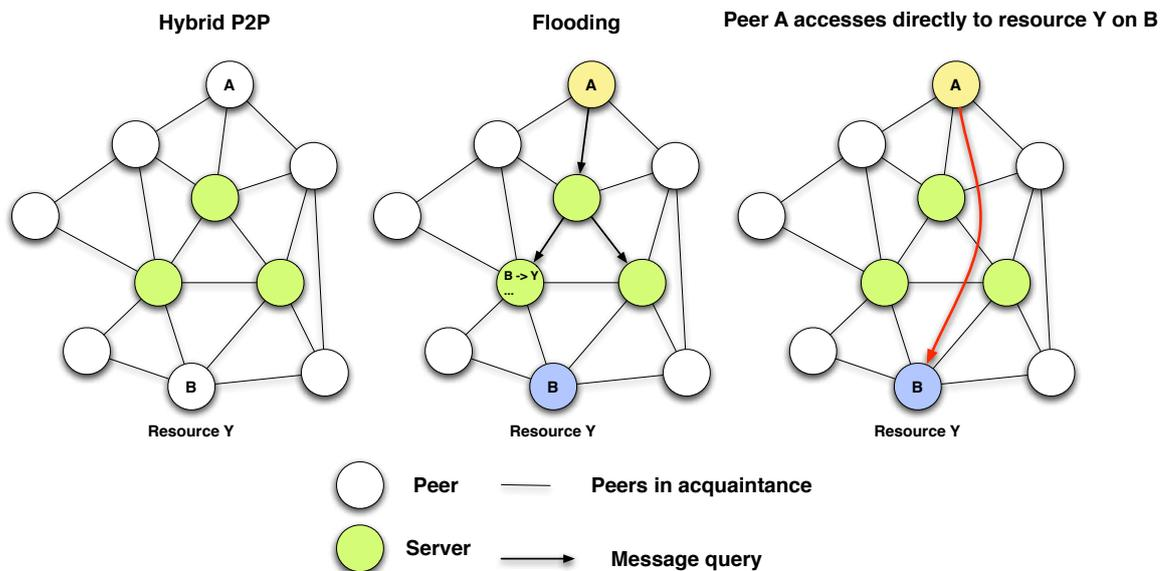 Hybrid P2P
Flooding
Peer A accesses directly to resource Y on B
A
A
A
B -> Y
...
B
B
B
Resource Y
Resource Y
Resource Y
Peer
Peers in acquaintance
Server
Message query